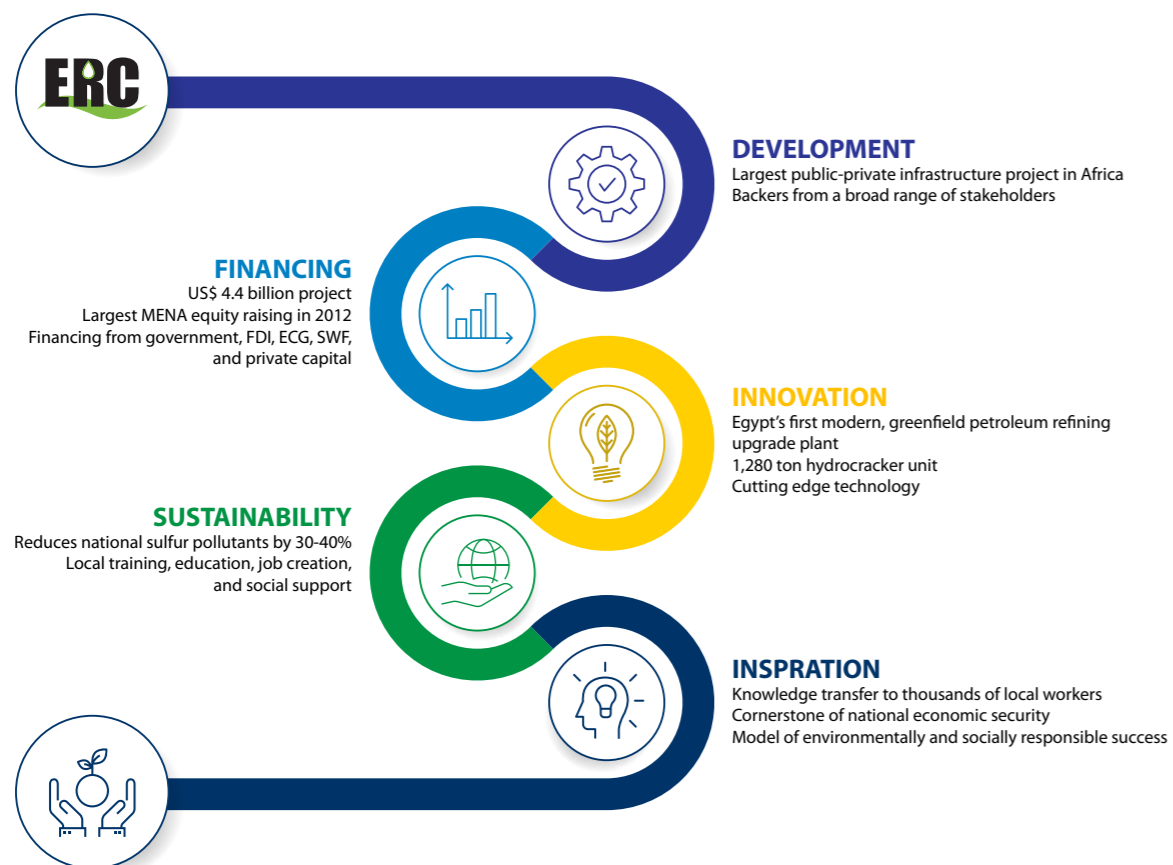 ERC
DEVELOPMENT
Largest public-private infrastructure project in Africa
Backers from a broad range of stakeholders
FINANCING
US$ 4.4 billion project
Largest MENA equity raising in 2012
Financing from government, FDI, ECG, SWF,
and private capital
INNOVATION
Egypt's first modern, greenfield petroleum refining
upgrade plant
1,280 ton hydrocracker unit
Cutting edge technology
SUSTAINABILITY
Reduces national sulfur pollutants by 30-40%
Local training, education, job creation,
and social support
INSPRATION
Knowledge transfer to thousands of local workers
Cornerstone of national economic security
Model of environmentally and socially responsible success